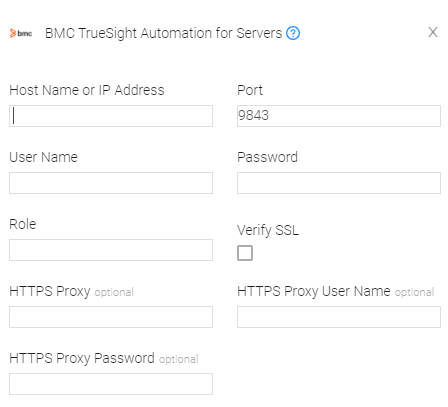 bmc BMC TrueSight Automation for Servers ? X
Host Name or IP Address Port
9843
User Name Password
Role Verify SSL
HTTPS Proxy optional HTTPS Proxy User Name optional
HTTPS Proxy Password optional